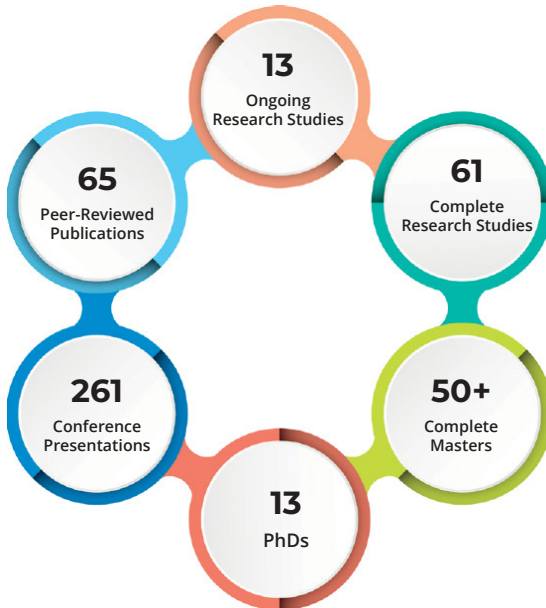 13
Ongoing
Research Studies
61
Complete
Research Studies
50+
Complete
Masters
13
PhDs
261
Conference
Presentations
65
Peer-Reviewed
Publications